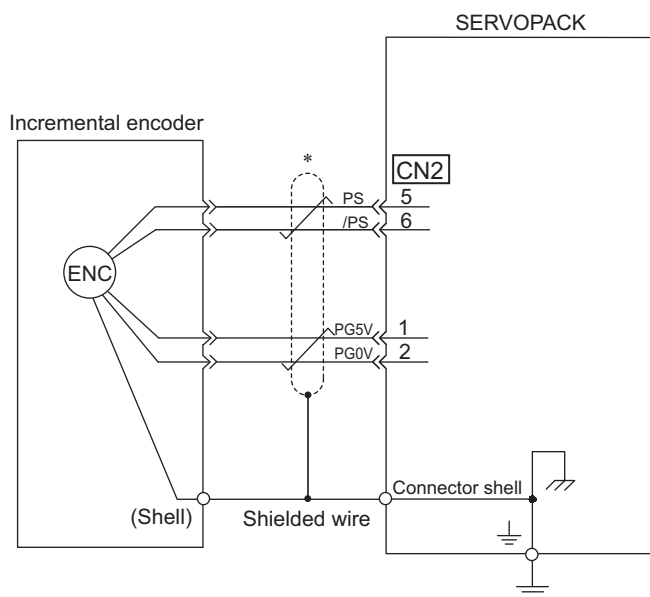 SERVOPACK
Incremental encoder
*
CN2
PS 5
/PS 6
ENC
PG5V 1
PG0V 2
Connector shell
(Shell)
Shielded wire